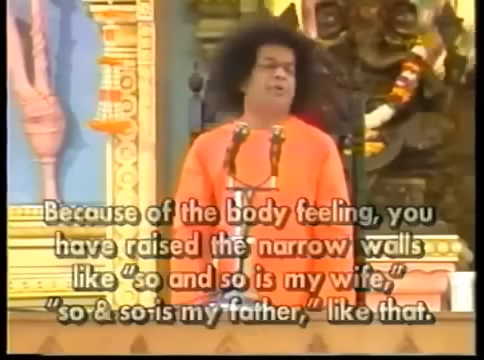 Because of the body feeling, you
have raised the narrow walls
like "so and so is my wife,"
"so & so is my father," like that.